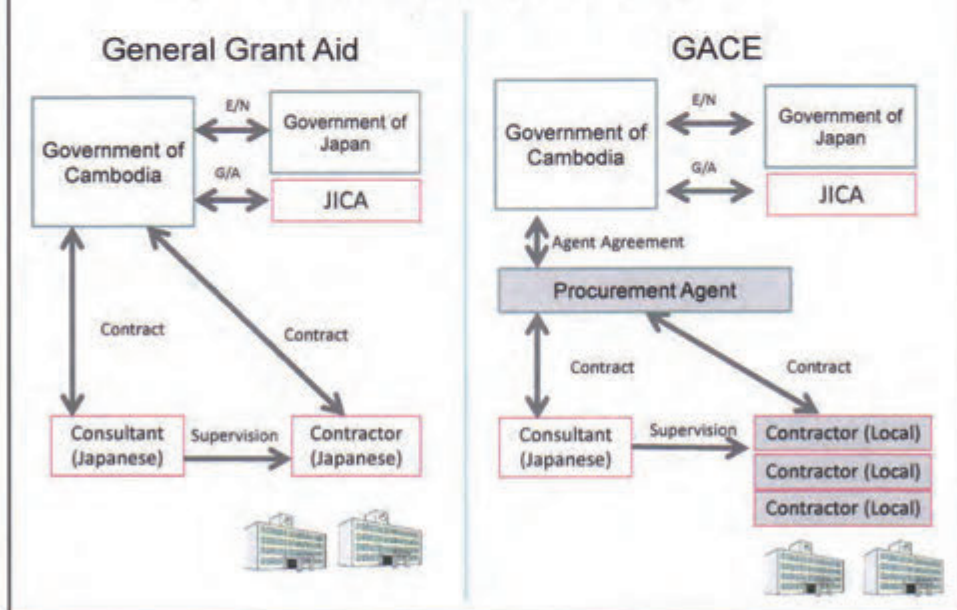 General Grant Aid
Government of
Cambodia
E/N
Government of
Japan
G/A
JICA
Contract
Contract
Consultant
(Japanese)
Supervision
Contractor
(Japanese)
GACE
Government of
Cambodia
E/N
Government of
Japan
G/A
JICA
Agent Agreement
Procurement Agent
Contract
Contract
Consultant
(Japanese)
Supervision
Contractor (Local)
Contractor (Local)
Contractor (Local)